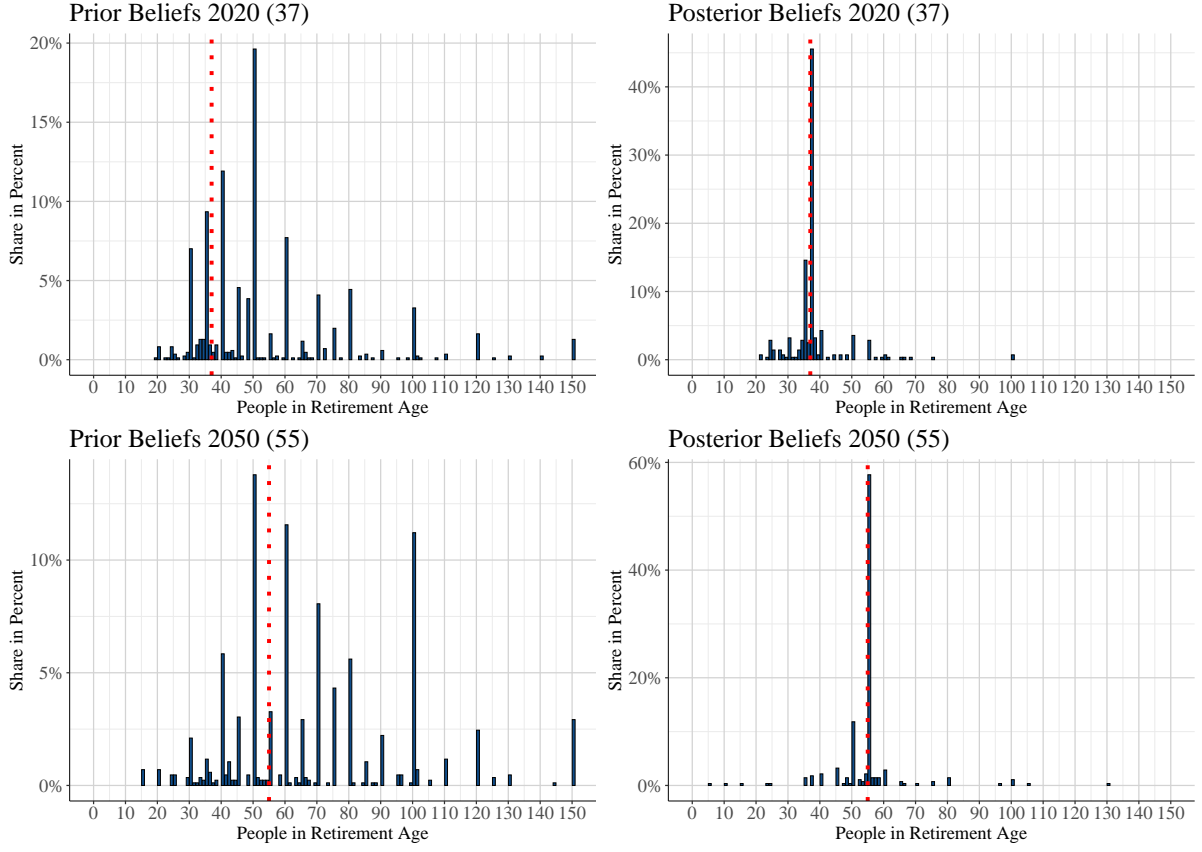 Prior Beliefs 2020 (37)
20%
15%
10%
5%
0%
Share in Percent
0 10 20 30 40 50 60 70 80 90 100 110 120 130 140 150
People in Retirement Age
Posterior Beliefs 2020 (37)
40%
30%
20%
10%
0%
Share in Percent
0 10 20 30 40 50 60 70 80 90 100 110 120 130 140 150
People in Retirement Age
Prior Beliefs 2050 (55)
10%
5%
0%
Share in Percent
0 10 20 30 40 50 60 70 80 90 100 110 120 130 140 150
People in Retirement Age
Posterior Beliefs 2050 (55)
60%
40%
20%
0%
Share in Percent
0 10 20 30 40 50 60 70 80 90 100 110 120 130 140 150
People in Retirement Age